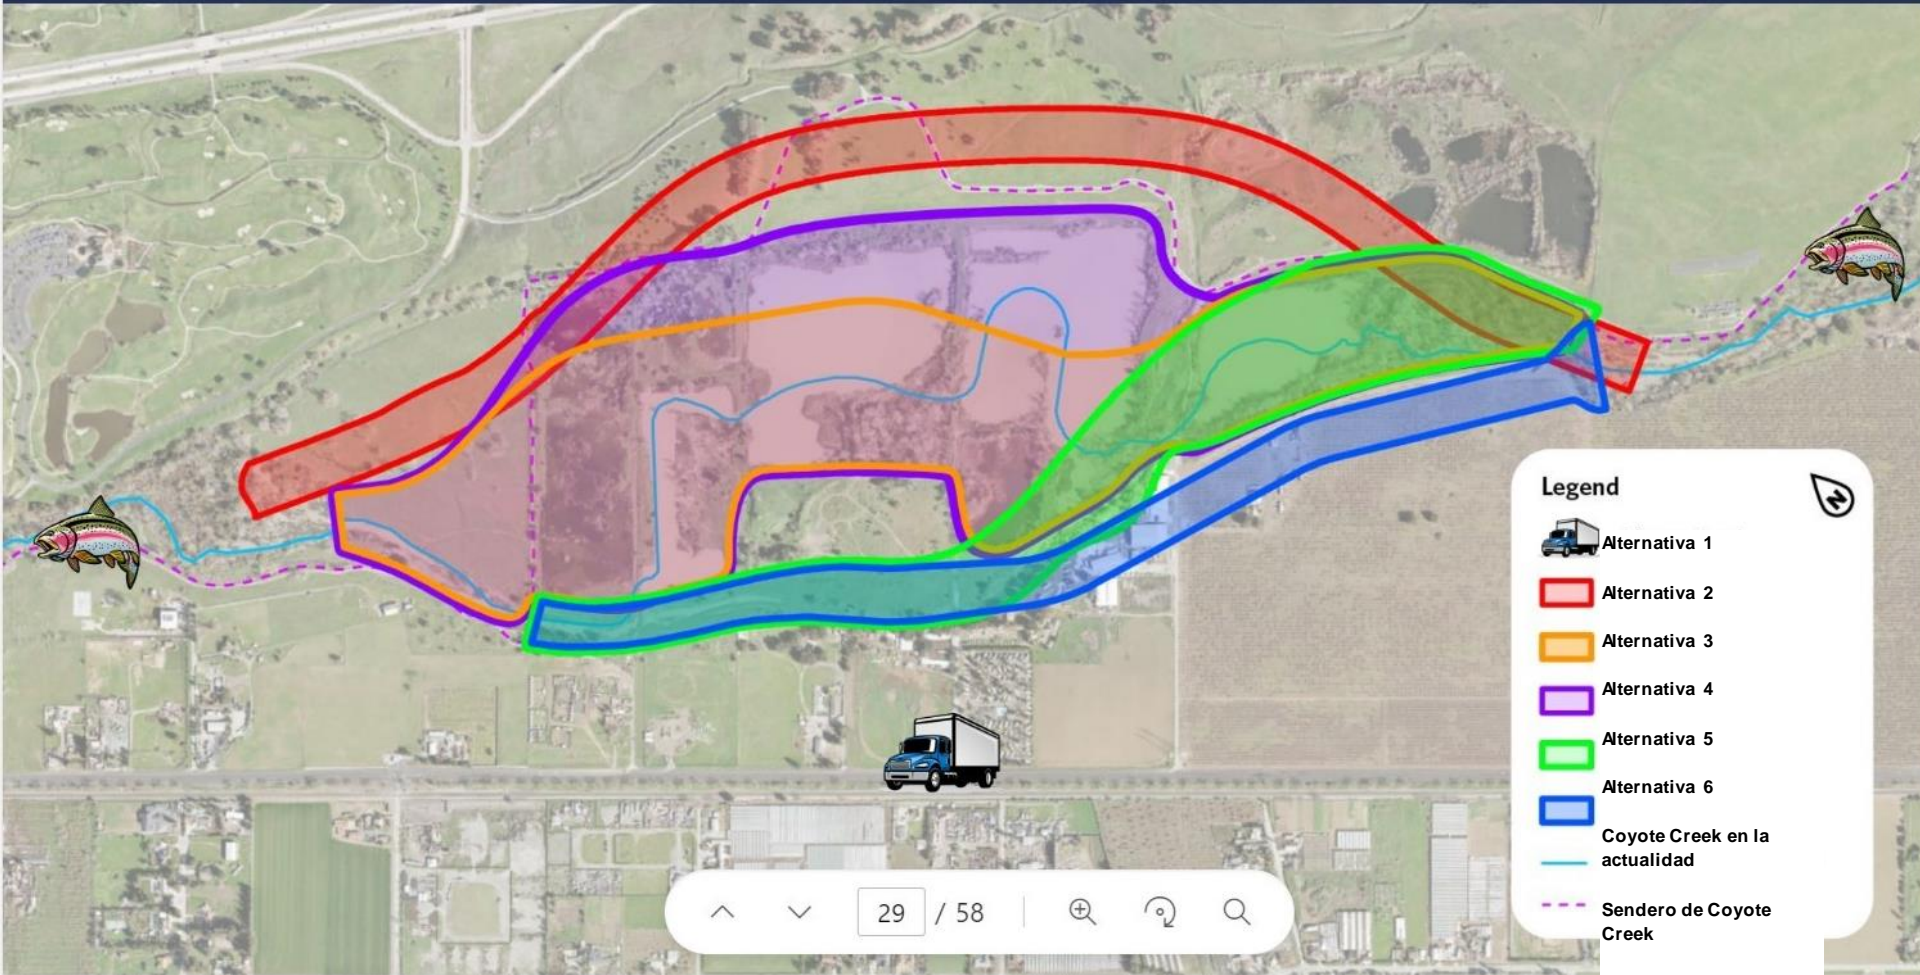 Legend
N
Alternativa 1
Alternativa 2
Alternativa 3
Alternativa 4
Alternativa 5
Alternativa 6
Coyote Creek en la
actualidad
Sendero de Coyote
Creek
29 / 58